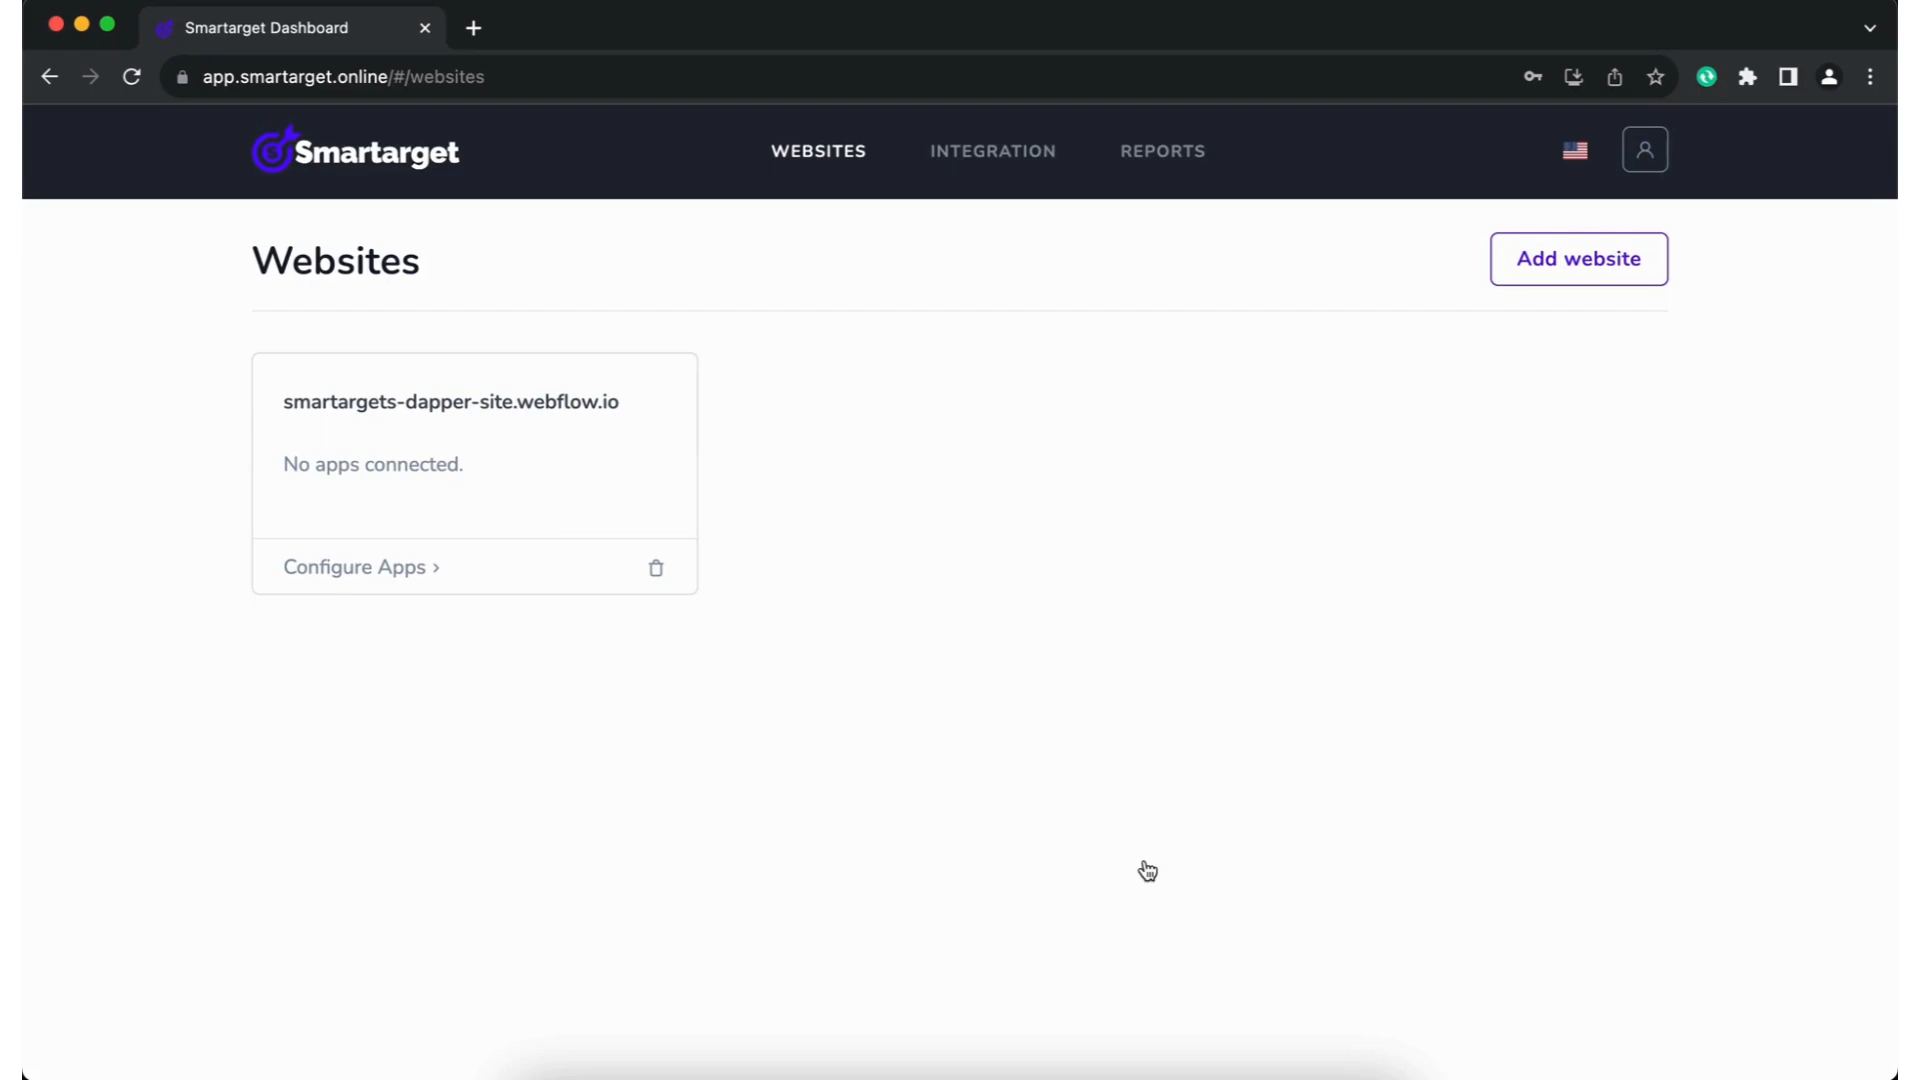 Smartarget Dashboard
app.smartarget.online/#/websites
Smartarget
WEBSITES
INTEGRATION
REPORTS
Websites
Add website
smartargets-dapper-site.webflow.io
No apps connected.
Configure Apps ›